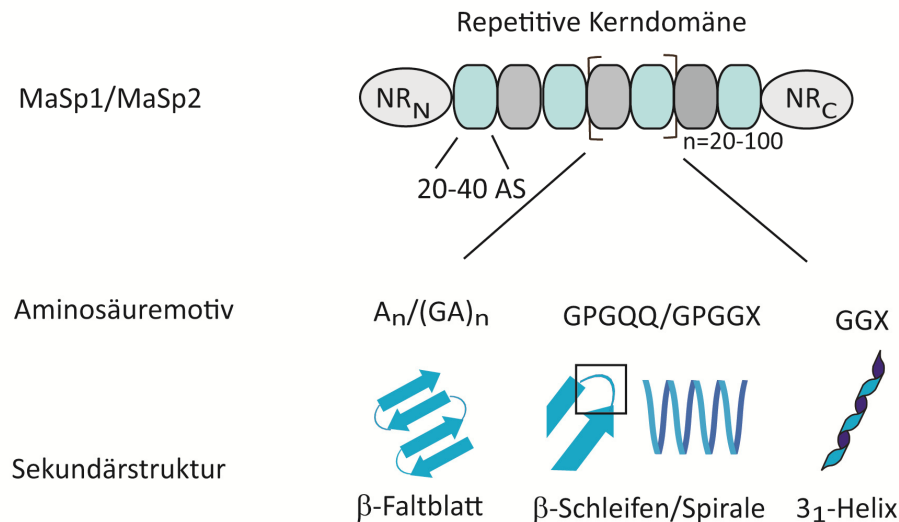 Repetitive Kerndomäne
MaSp1/MaSp2
NRN
NRC
n=20-100
20-40 AS
Aminosäuremotiv
An/(GA)n
GPGQQ/GPGGX
GGX
Sekundärstruktur
β-Faltblatt
β-Schleifen/Spirale
31-Helix